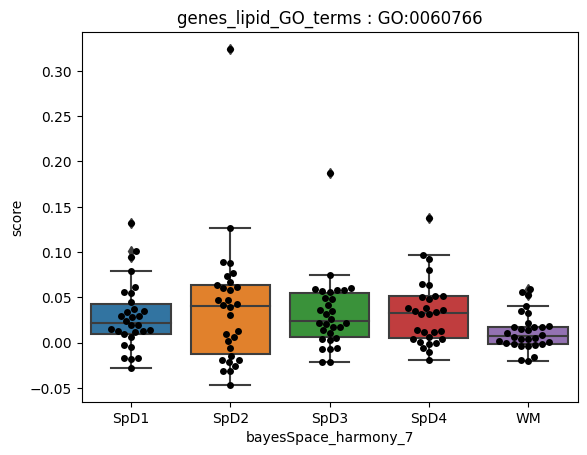 genes_lipid_GO_terms : GO:0060766
score
0.30
0.25
0.20
0.15
0.10
0.05
0.00
−0.05
SpD1 SpD2 SpD3 SpD4 WM
bayesSpace_harmony_7